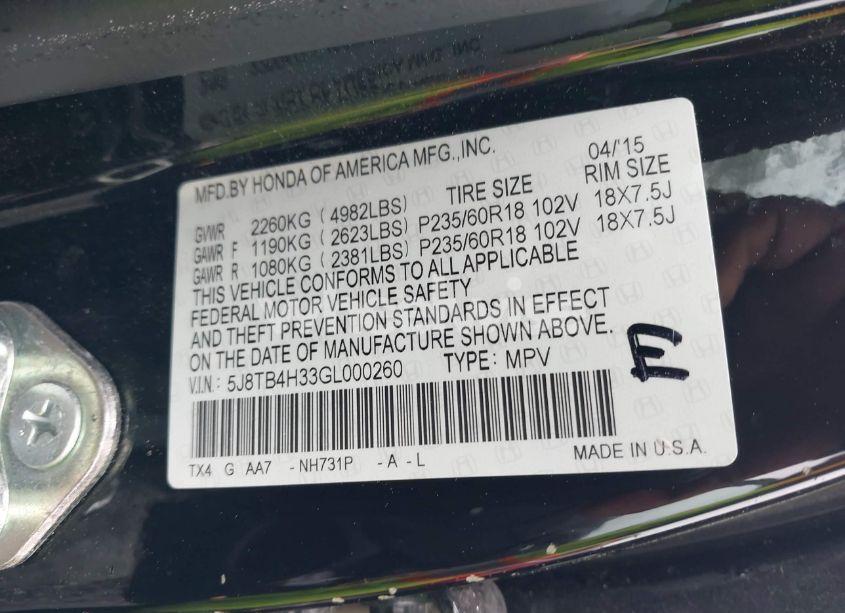 MFD.BY HONDA OF AMERICA MFG.,INC. 04/'15
TIRE SIZE RIM SIZE
GVWR 2260KG ( 4982LBS)
GAWR F 1190KG ( 2623LBS) P235/60R18 102V 18X7.5J
GAWR R 1080KG ( 2381LBS) P235/60R18 102V 18X7.5J
THIS VEHICLE CONFORMS TO ALL APPLICABLE
FEDERAL MOTOR VEHICLE SAFETY
AND THEFT PREVENTION STANDARDS IN EFFECT
ON THE DATE OF MANUFACTURE SHOWN ABOVE.
V.I.N.: 5J8TB4H33GL000260 TYPE: MPV
E
TX4 G AA7 -NH731P -A -L MADE IN U.S.A.